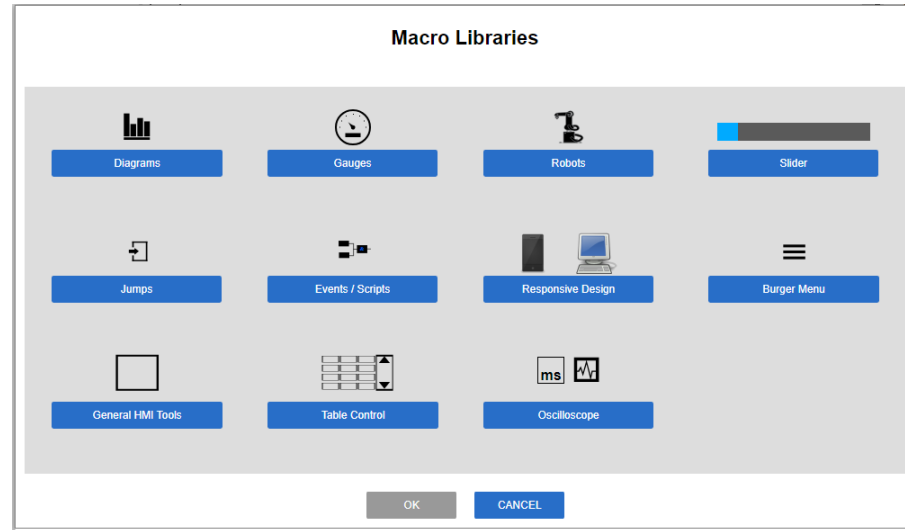 Macro Libraries
Diagrams
Gauges
Robots
Slider
Jumps
Events / Scripts
Responsive Design
Burger Menu
ms
General HMI Tools
Table Control
Oscilloscope
OK
CANCEL